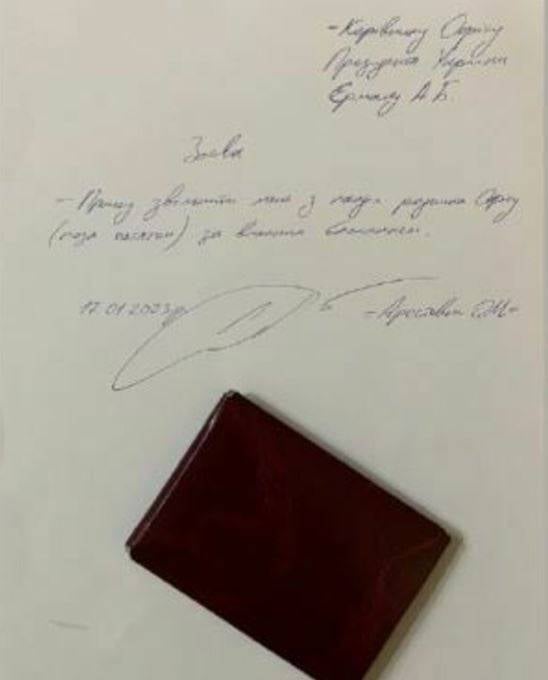 - Керівнику Офісу
Президента України
Єрмаку А.Б.
Заява
- Прошу звільнити мене з посади радника Офісу
(поза штатом) за власним бажанням.
17.01.2023р.
- Арестович О.М -